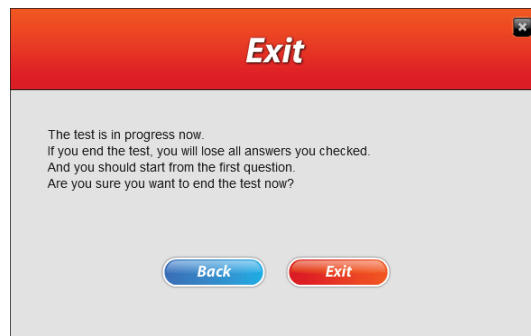 Exit
The test is in progress now.
If you end the test, you will lose all answers you checked.
And you should start from the first question.
Are you sure you want to end the test now?
Back
Exit